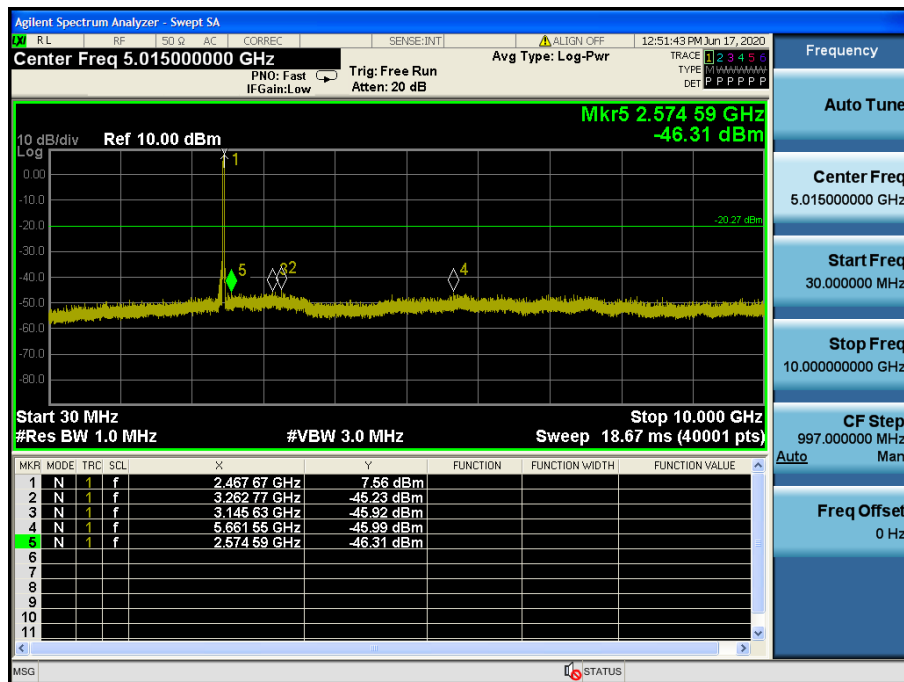 Agilent Spectrum Analyzer - Swept SA
LXI RL RF 50 Ω AC CORREC SENSE:INT ALIGN OFF 12:51:43 PM Jun 17, 2020
Center Freq 5.015000000 GHz
PNO: Fast
IFGain:Low
Trig: Free Run
Atten: 20 dB
Avg Type: Log-Pwr
TRACE 1 2 3 4 5 6
TYPE M WWWWW
DET P P P P P P
Mkr5 2.574 59 GHz
-46.31 dBm
10 dB/div Ref 10.00 dBm
Log
1
0.00
-10.0
-20.0
-20.27 dBm
-30.0
-40.0
5 3 2 4
-50.0
-60.0
-70.0
-80.0
Start 30 MHz Stop 10.000 GHz
#Res BW 1.0 MHz #VBW 3.0 MHz Sweep 18.67 ms (40001 pts)
MKR MODE TRC SCL X Y FUNCTION FUNCTION WIDTH FUNCTION VALUE
1 N 1 f 2.467 67 GHz 7.56 dBm
2 N 1 f 3.262 77 GHz -45.23 dBm
3 N 1 f 3.145 63 GHz -45.92 dBm
4 N 1 f 5.661 55 GHz -45.99 dBm
5 N 1 f 2.574 59 GHz -46.31 dBm
6
7
8
9
10
11
MSG STATUS
Frequency
Auto Tune
Center Freq
5.015000000 GHz
Start Freq
30.000000 MHz
Stop Freq
10.000000000 GHz
CF Step
997.000000 MHz
Auto Man
Freq Offset
0 Hz